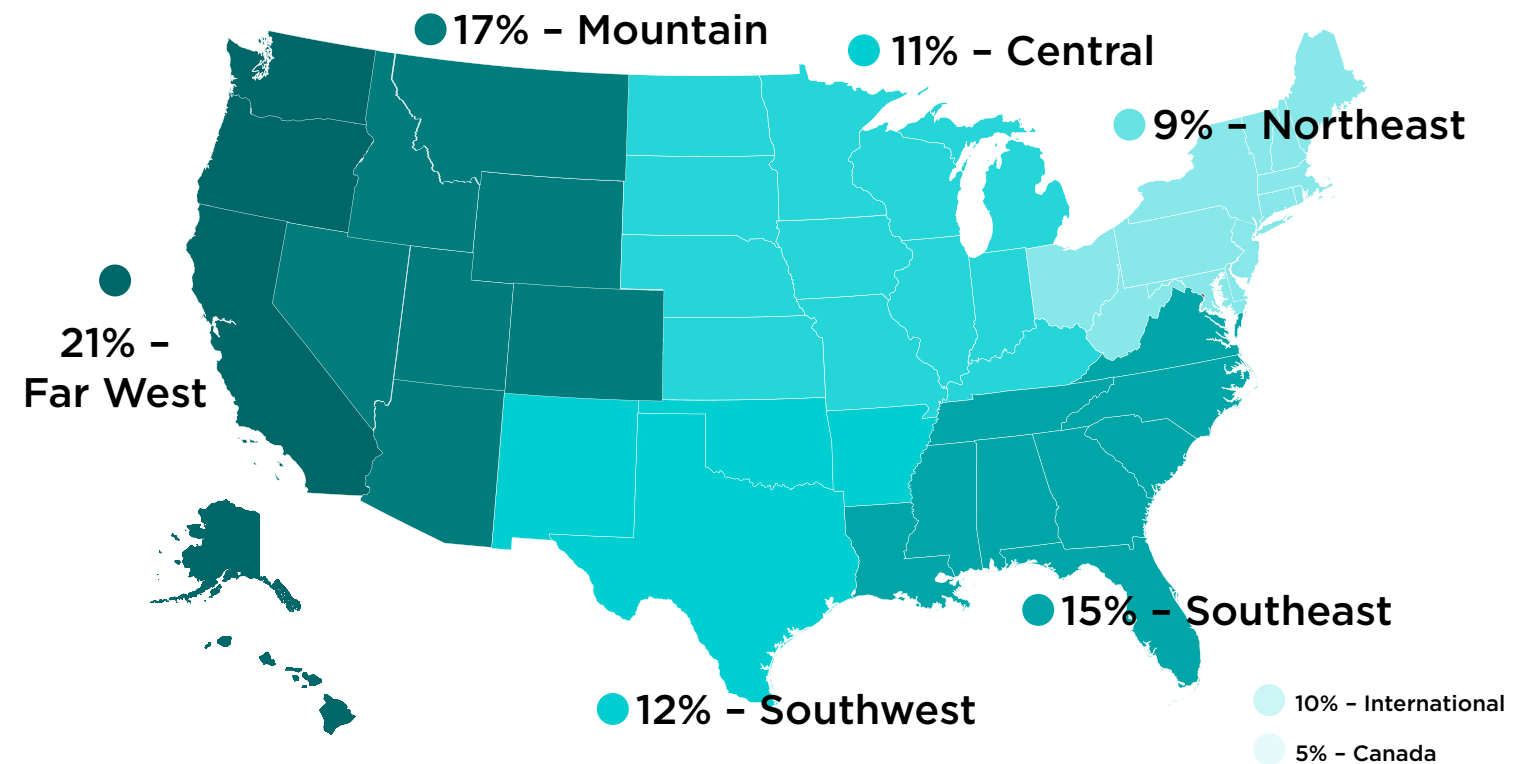 17% – Mountain
11% – Central
9% – Northeast
21% –
Far West
15% – Southeast
12% – Southwest
10% – International
5% – Canada